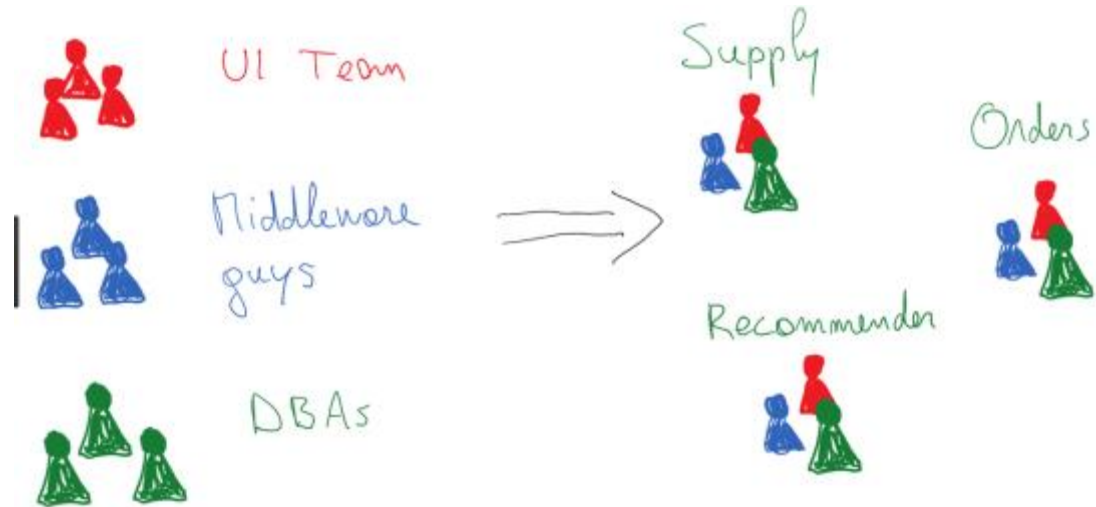 UI Team
Middleware
guys
DBAs
Supply
Orders
Recommender